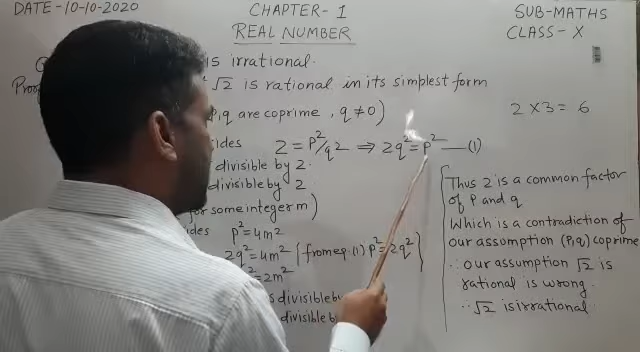 DATE-10-10-2020
CHAPTER-1
SUB-MATHS
REAL NUMBER
CLASS-X
is irrational.
√2 is rational in its simplest form
P,q are coprime, q≠0)
2×3=6
2 = P²/q² ⇒ 2q² = P² —(1)
divisible by 2
divisible by 2
for some integer m)
P²=4m²
2q²=4m² {from eq.(1) P²=2q²}
=2m²
is divisible by
divisible by
Thus 2 is a common factor
of P and q
Which is a contradiction of
our assumption (P,q) coprime
∴ our assumption √2 is
rational is wrong.
∴ √2 is irrational